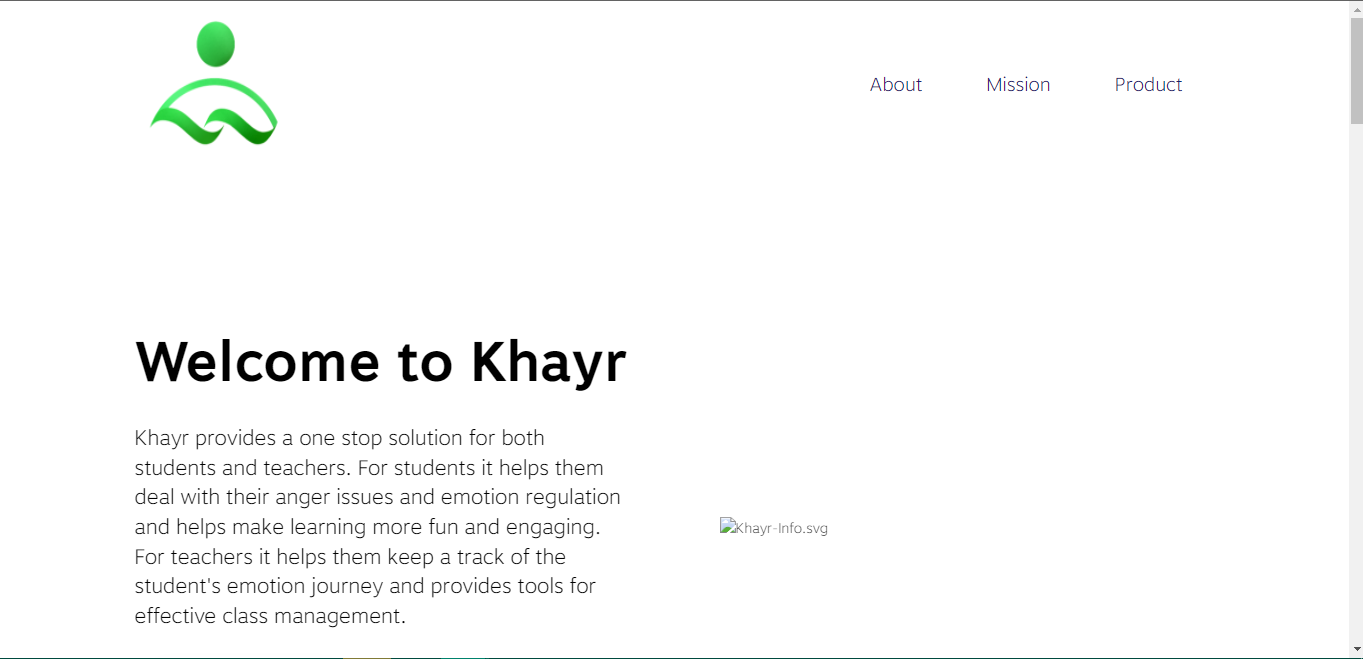 About
Mission
Product
Welcome to Khayr
Khayr provides a one stop solution for both
students and teachers. For students it helps them
deal with their anger issues and emotion regulation
and helps make learning more fun and engaging.
For teachers it helps them keep a track of the
student's emotion journey and provides tools for
effective class management.
Khayr-Info.svg